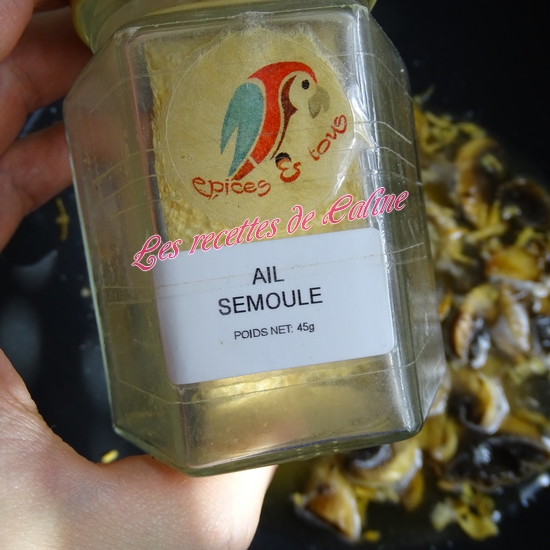 epices & tous
Les recettes de Caline
AIL
SEMOULE
POIDS NET: 45g